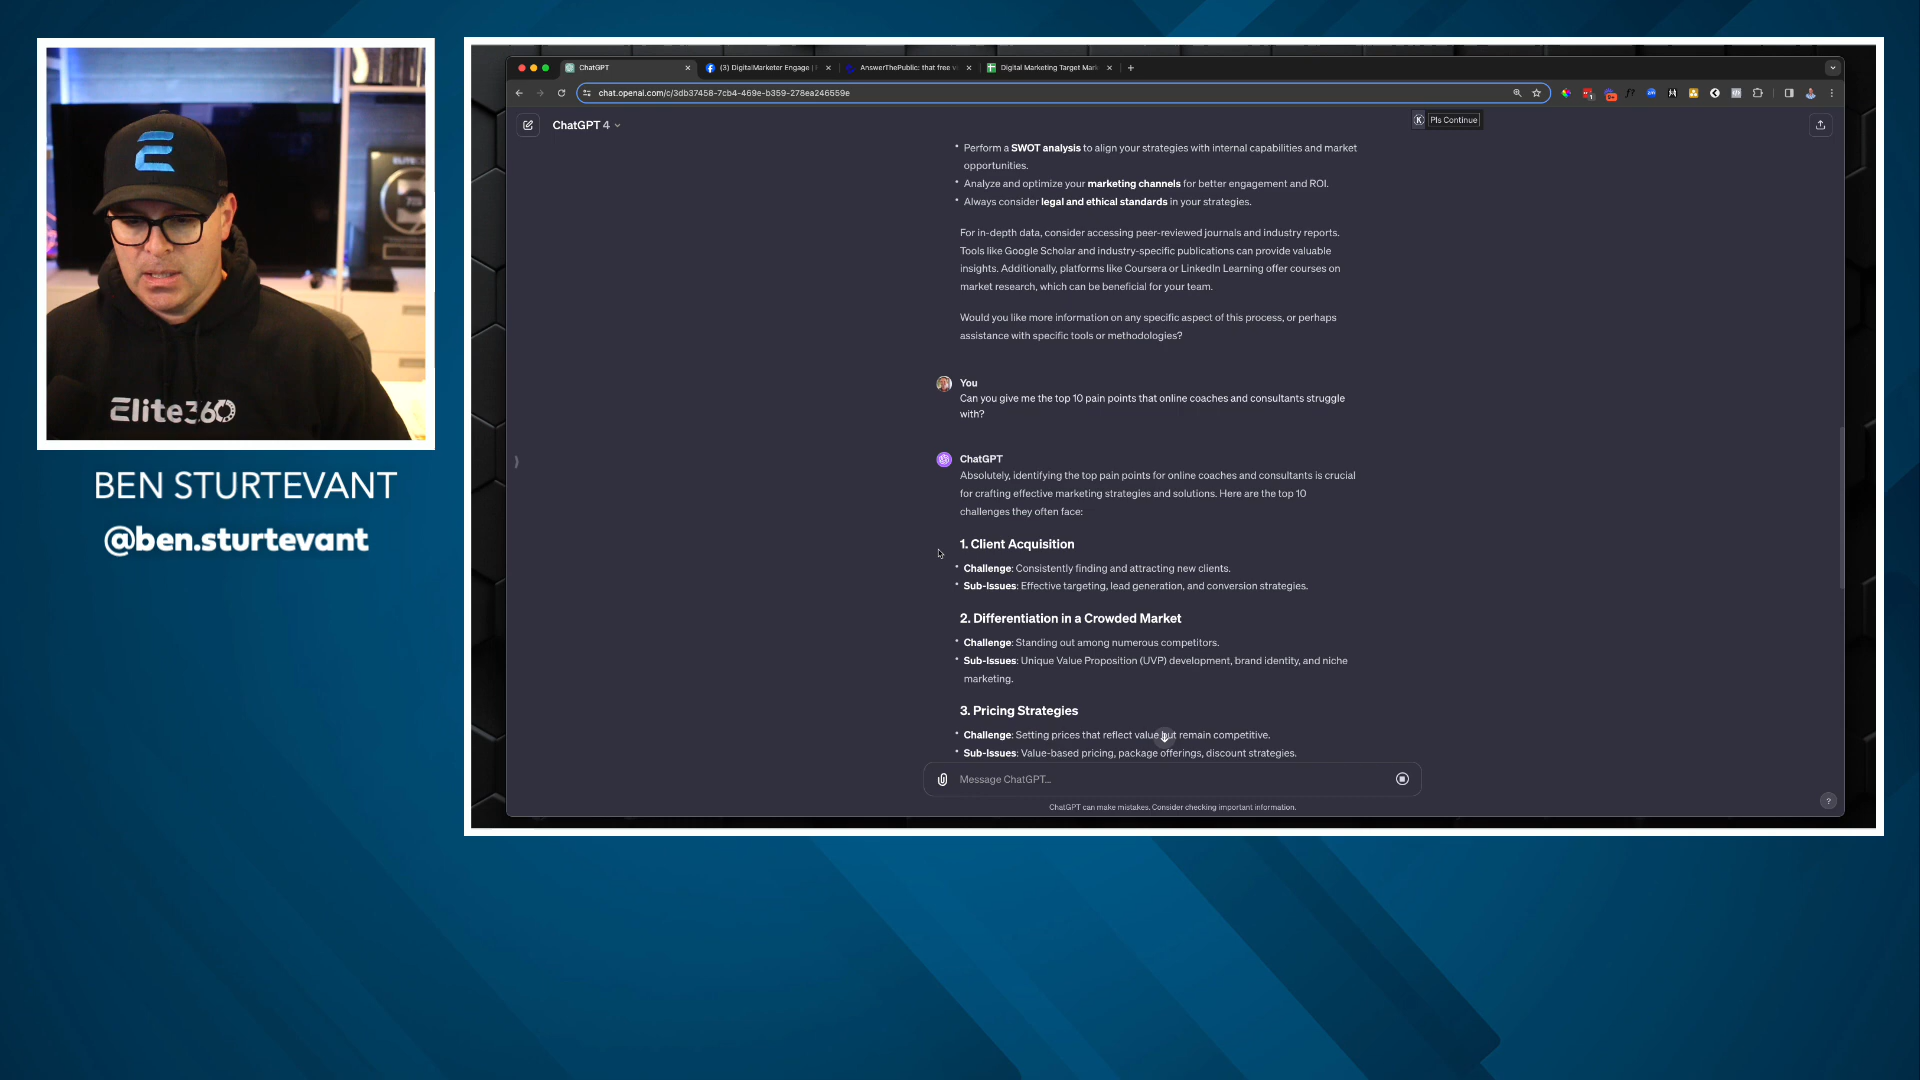 ChatGPT
(3) DigitalMarketer Engage |
AnswerThePublic: that free v
Digital Marketing Target Mark
chat.openai.com/c/3db37458-7cb4-469e-b359-278ea246559e
ChatGPT 4
K Pls Continue
• Perform a SWOT analysis to align your strategies with internal capabilities and market
opportunities.
• Analyze and optimize your marketing channels for better engagement and ROI.
• Always consider legal and ethical standards in your strategies.
For in-depth data, consider accessing peer-reviewed journals and industry reports.
Tools like Google Scholar and industry-specific publications can provide valuable
insights. Additionally, platforms like Coursera or LinkedIn Learning offer courses on
market research, which can be beneficial for your team.
Would you like more information on any specific aspect of this process, or perhaps
assistance with specific tools or methodologies?
You
Can you give me the top 10 pain points that online coaches and consultants struggle
with?
ChatGPT
Absolutely, identifying the top pain points for online coaches and consultants is crucial
for crafting effective marketing strategies and solutions. Here are the top 10
challenges they often face:
1. Client Acquisition
• Challenge: Consistently finding and attracting new clients.
• Sub-Issues: Effective targeting, lead generation, and conversion strategies.
2. Differentiation in a Crowded Market
• Challenge: Standing out among numerous competitors.
• Sub-Issues: Unique Value Proposition (UVP) development, brand identity, and niche
marketing.
3. Pricing Strategies
• Challenge: Setting prices that reflect value but remain competitive.
• Sub-Issues: Value-based pricing, package offerings, discount strategies.
Message ChatGPT...
ChatGPT can make mistakes. Consider checking important information.
?
Elite360
BEN STURTEVANT
@ben.sturtevant